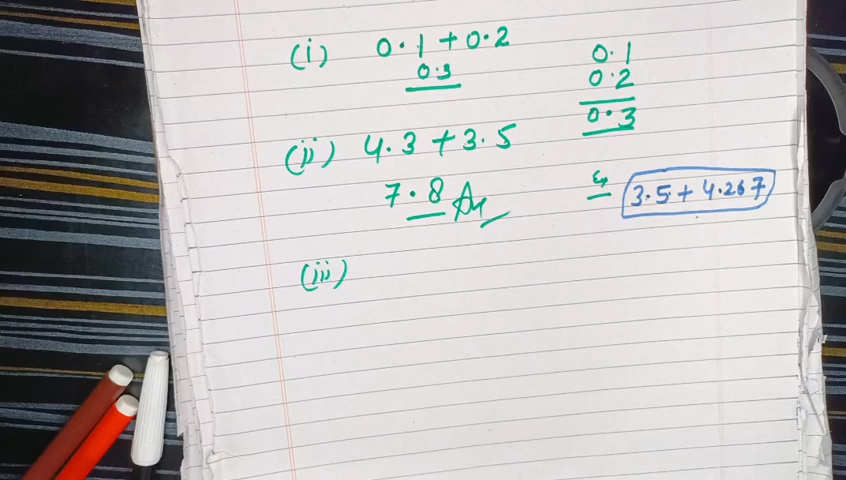 (i) 0.1 + 0.2
0.3
0.1
0.2
0.3
(ii) 4.3 + 3.5
7.8 Ans
Ex 3.5 + 4.267
(iii)